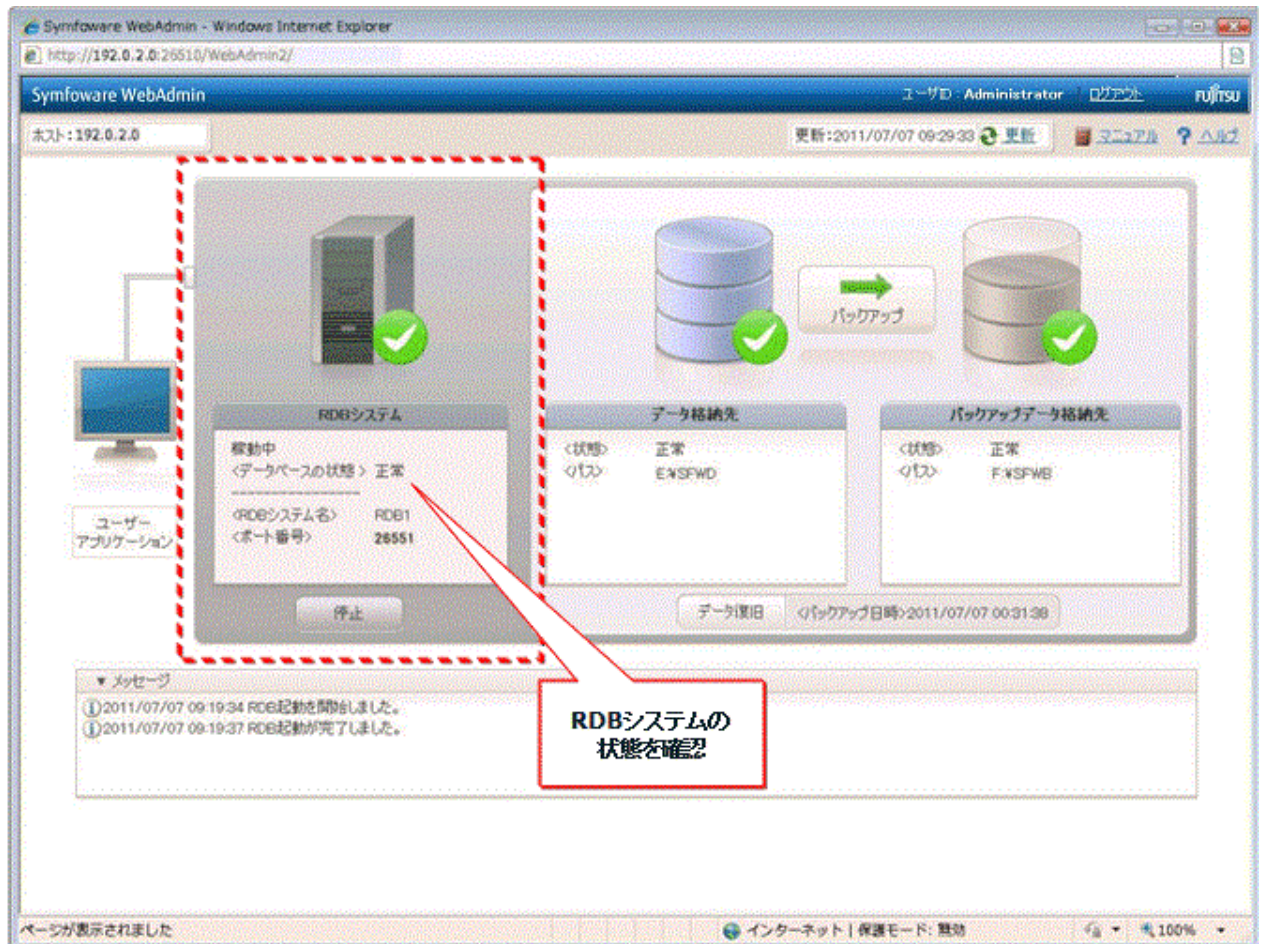 Symfoware WebAdmin - Windows Internet Explorer
http://192.0.2.0:26510/WebAdmin2/
Symfoware WebAdmin
ユーザID : Administrator
ログアウト
FUJITSU
ホスト : 192.0.2.0
更新:2011/07/07 09:29:33 更新
マニュアル
? ヘルプ
バックアップ
RDBシステム
データ格納先
バックアップデータ格納先
稼動中
<データベースの状態> 正常
------------------
<RDBシステム名> RDB1
<ポート番号> 26551
<状態> 正常
<パス> E:¥SFWD
<状態> 正常
<パス> F:¥SFWB
ユーザー
アプリケーション
停止
データ復旧
<バックアップ日時>2011/07/07 00:31:38
▼ メッセージ
2011/07/07 09:19:34 RDB起動を開始しました。
2011/07/07 09:19:37 RDB起動が完了しました。
RDBシステムの
状態を確認
ページが表示されました
インターネット | 保護モード: 無効
100%